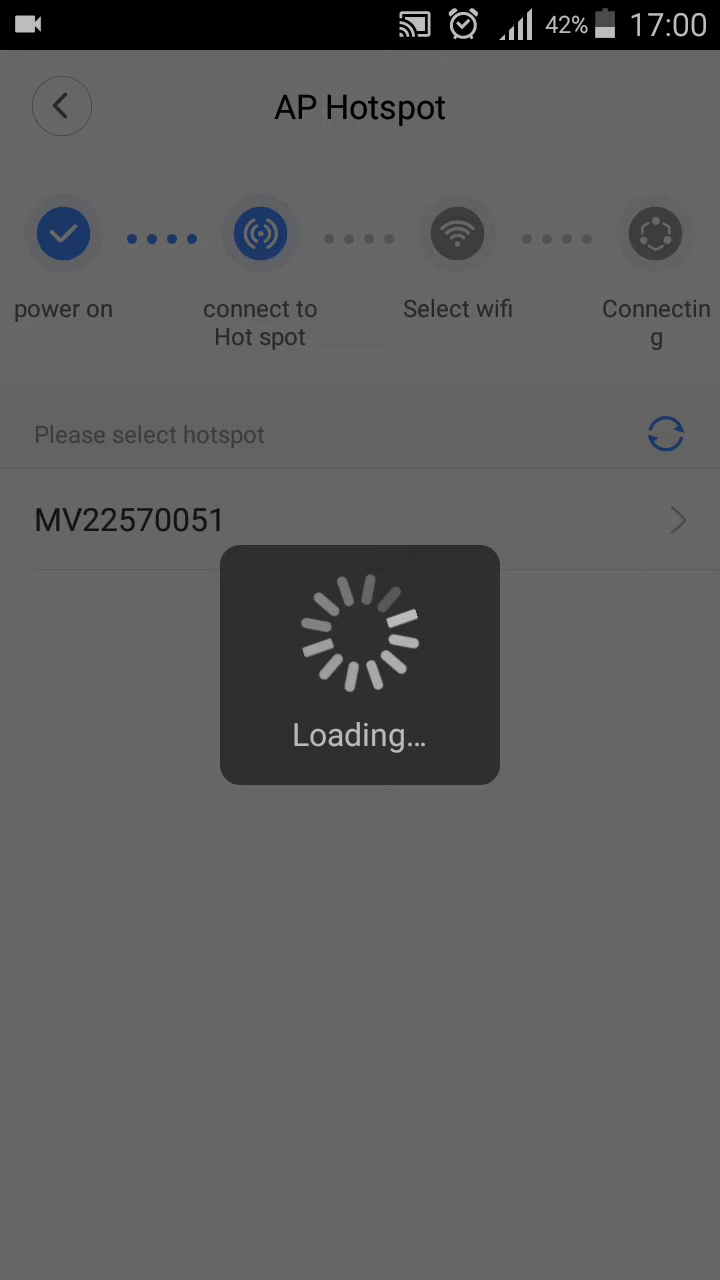 42% 17:00
AP Hotspot
power on
connect to
Hot spot
Select wifi
Connectin
g
Please select hotspot
MV22570051
Loading...